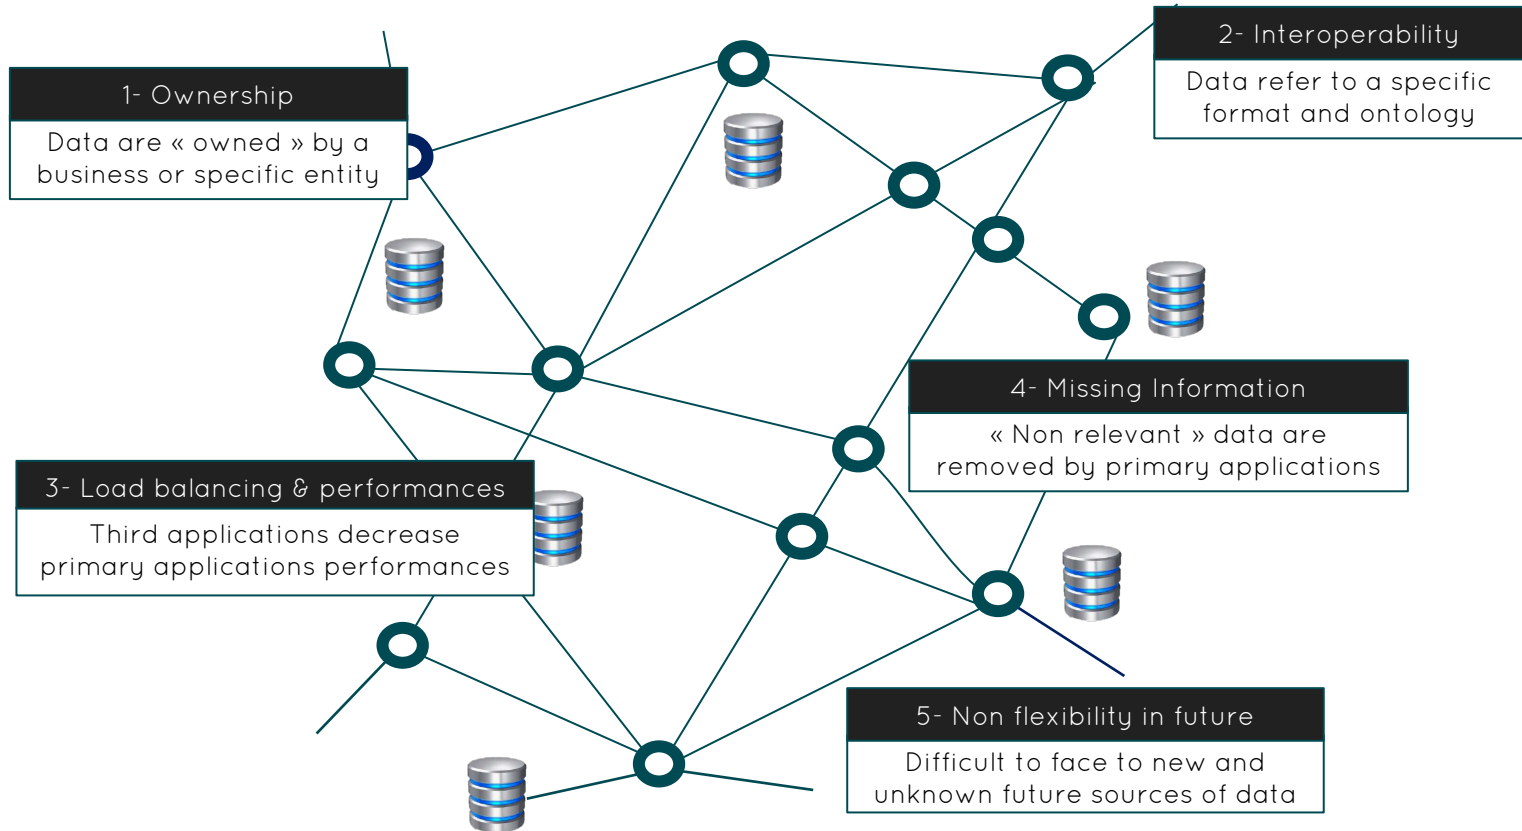 1- Ownership
Data are « owned » by a
business or specific entity
2- Interoperability
Data refer to a specific
format and ontology
3- Load balancing & performances
Third applications decrease
primary applications performances
4- Missing Information
« Non relevant » data are
removed by primary applications
5- Non flexibility in future
Difficult to face to new and
unknown future sources of data